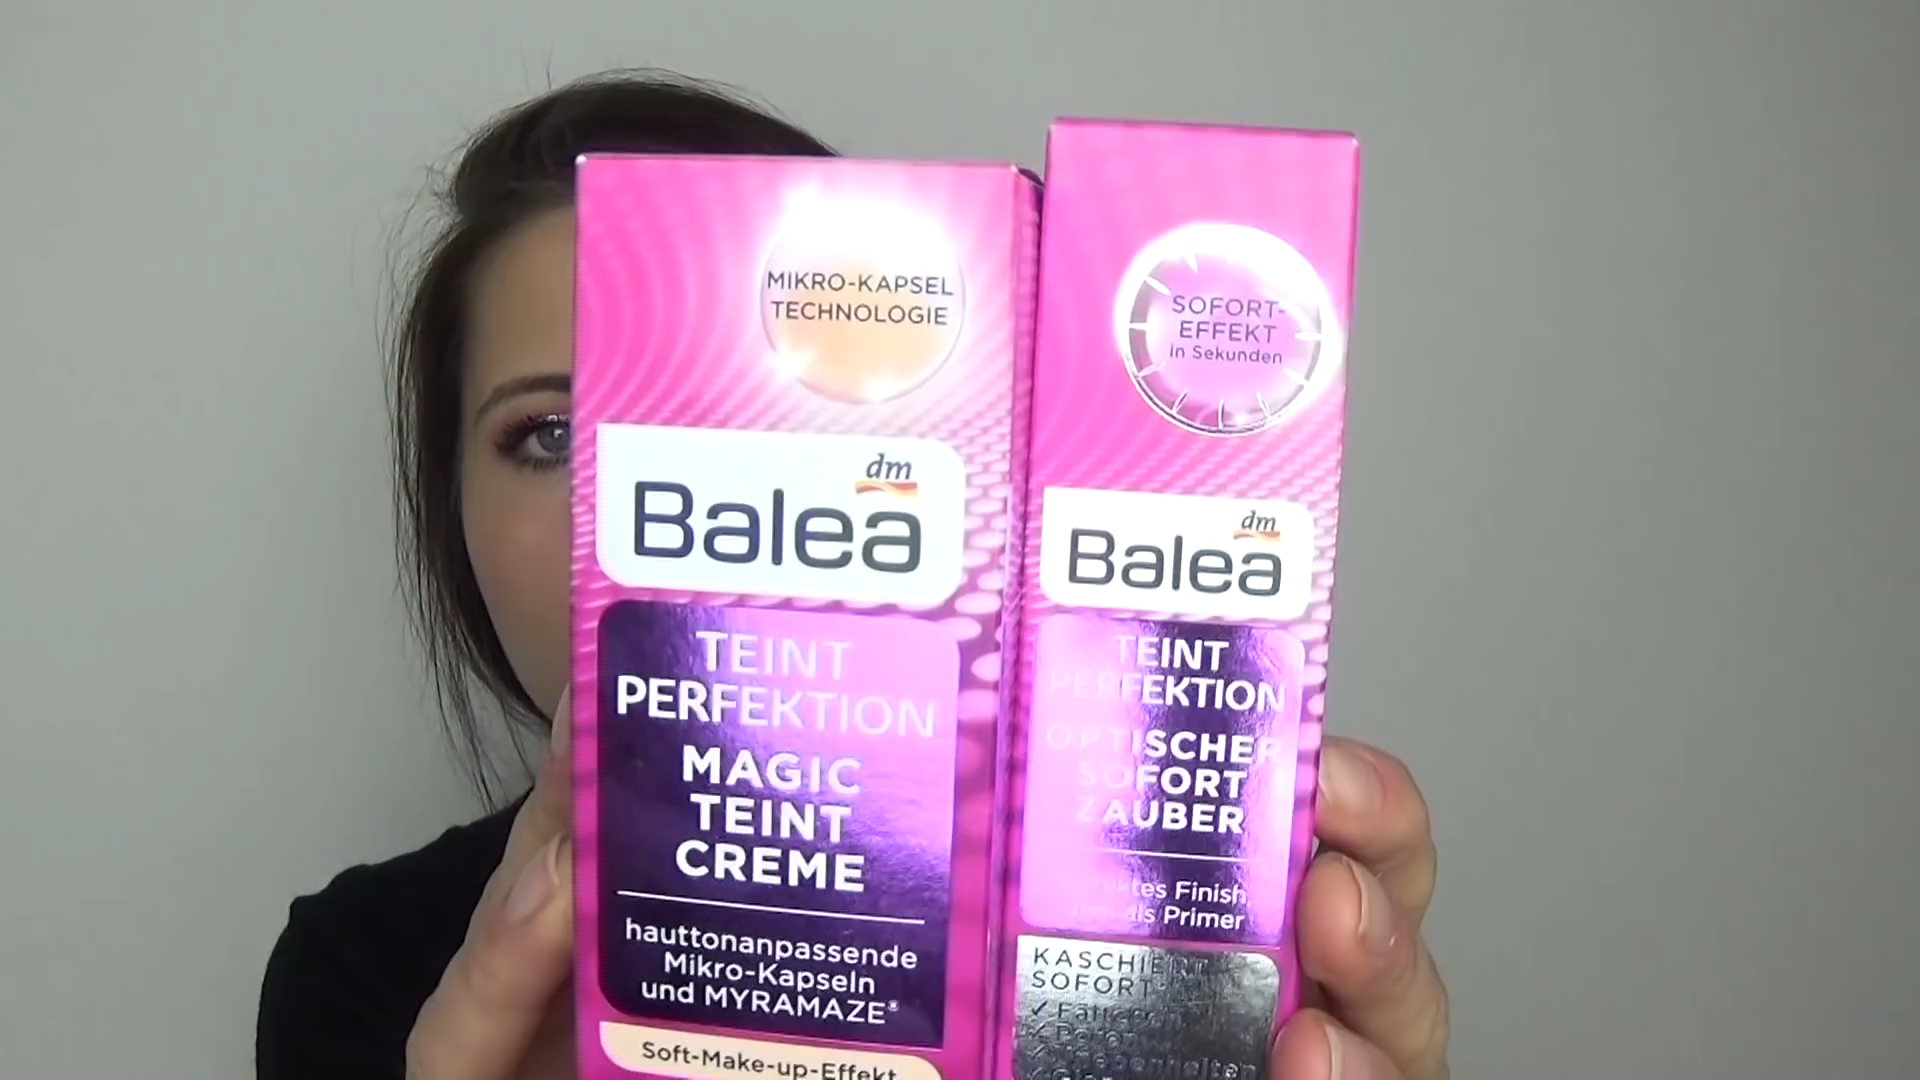 MIKRO-KAPSEL
TECHNOLOGIE
dm
Balea
TEINT
PERFEKTION
MAGIC
TEINT
CREME
hauttonanpassende
Mikro-Kapseln
und MYRAMAZE®
Soft-Make-up-Effekt
SOFORT-
EFFEKT
in Sekunden
dm
Balea
TEINT
PERFEKTION
OPTISCHER
SOFORT
ZAUBER
Finish,
als Primer
KASCHIERT
SOFORT